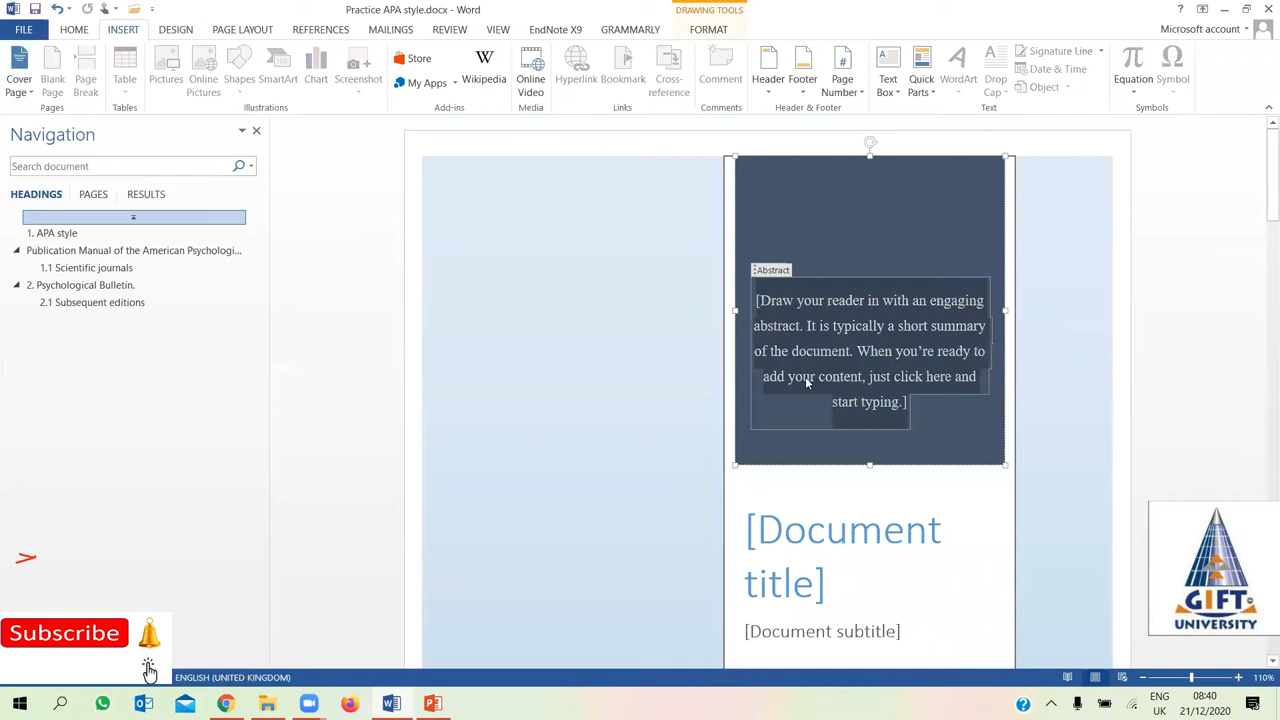 Practice APA style.docx - Word
DRAWING TOOLS
FILE HOME INSERT DESIGN PAGE LAYOUT REFERENCES MAILINGS REVIEW VIEW EndNote X9 GRAMMARLY FORMAT Microsoft account
Cover Page
Blank Page
Page Break
Table
Pictures
Online Pictures
Shapes
SmartArt
Chart
Screenshot
Store
My Apps
Wikipedia
Online Video
Hyperlink
Bookmark
Cross-reference
Comment
Header
Footer
Page Number
Text Box
Quick Parts
WordArt
Drop Cap
Signature Line
Date & Time
Object
Equation
Symbol
Pages Tables Illustrations Add-ins Media Links Comments Header & Footer Text Symbols
Navigation
Search document
HEADINGS PAGES RESULTS
1. APA style
Publication Manual of the American Psychologi...
1.1 Scientific journals
2. Psychological Bulletin.
2.1 Subsequent editions
Abstract
[Draw your reader in with an engaging
abstract. It is typically a short summary
of the document. When you're ready to
add your content, just click here and
start typing.]
[Document
title]
[Document subtitle]
Subscribe
GIFT
UNIVERSITY
ENGLISH (UNITED KINGDOM)
110%
ENG
UK
08:40
21/12/2020